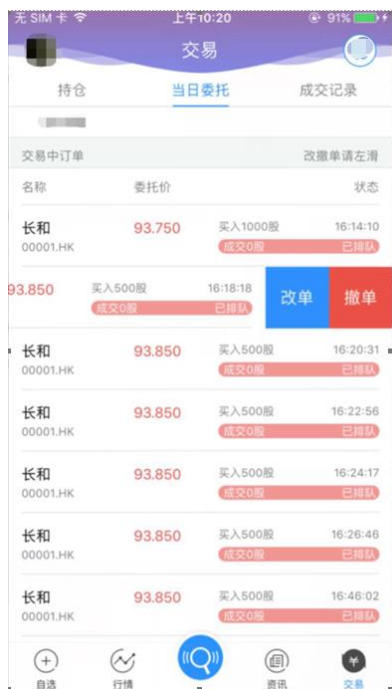 无 SIM 卡 上午10:20 91%
交易
持仓 当日委托 成交记录
交易中订单 改撤单请左滑
名称 委托价 状态
长和 93.750 买入1000股 16:14:10
00001.HK 成交0股 已排队
93.850 买入500股 16:18:18 改单 撤单
成交0股 已排队
长和 93.850 买入500股 16:20:31
00001.HK 成交0股 已排队
长和 93.850 买入500股 16:22:56
00001.HK 成交0股 已排队
长和 93.850 买入500股 16:24:17
00001.HK 成交0股 已排队
长和 93.850 买入500股 16:26:46
00001.HK 成交0股 已排队
长和 93.850 买入500股 16:46:02
00001.HK 成交0股 已排队
自选 行情 资讯 交易